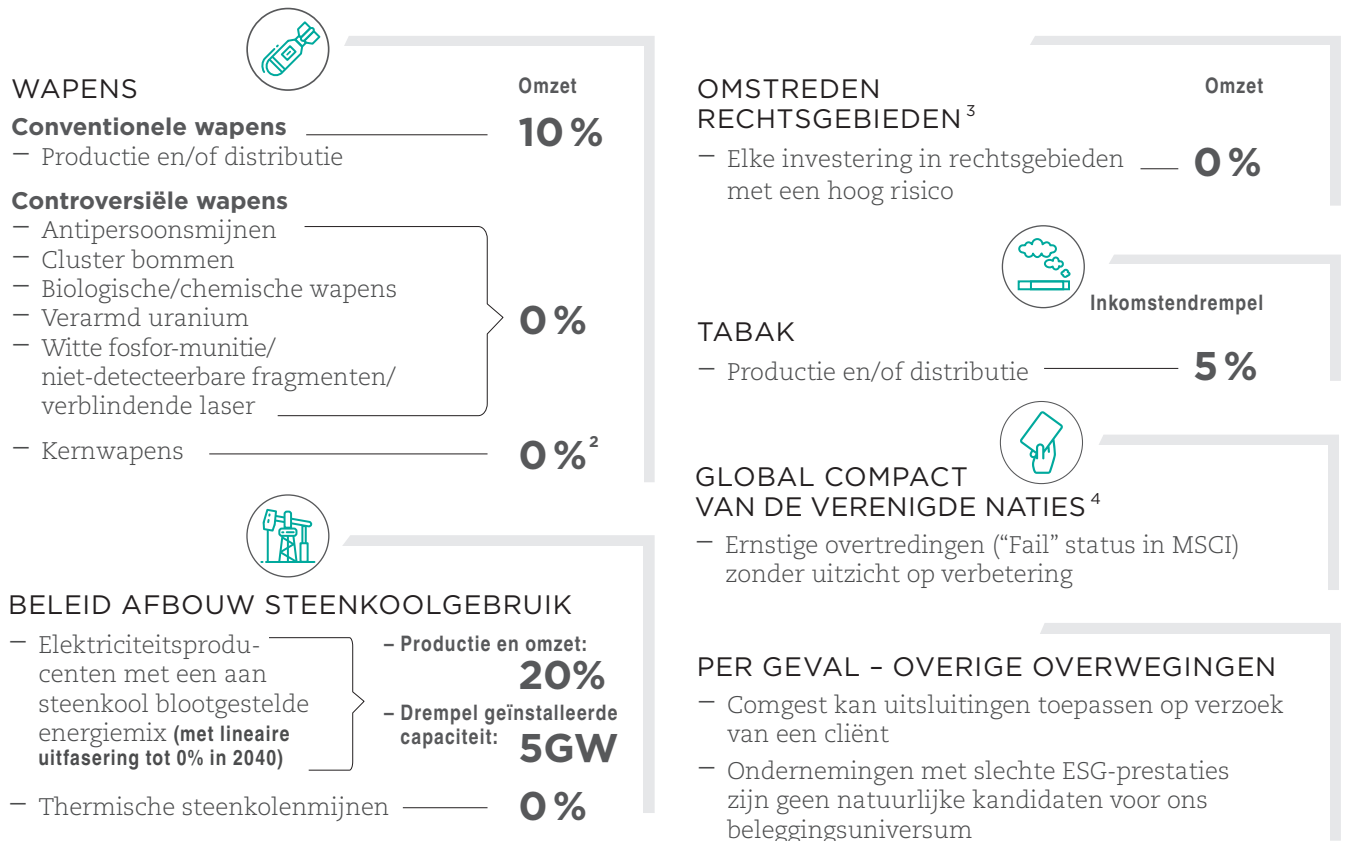 WAPENS
Omzet
Conventionele wapens
10 %
– Productie en/of distributie
Controversiële wapens
– Antipersoonsmijnen
– Cluster bommen
– Biologische/chemische wapens
– Verarmd uranium
– Witte fosfor-munitie/
niet-detecteerbare fragmenten/
verblindende laser
0 %
– Kernwapens
0 %²
BELEID AFBOUW STEENKOOLGEBRUIK
– Elektriciteitsprodu-
centen met een aan
steenkool blootgestelde
energiemix (met lineaire
uitfasering tot 0% in 2040)
– Productie en omzet:
20%
– Drempel geïnstalleerde
capaciteit: 5GW
– Thermische steenkolenmijnen
0 %
OMSTREDEN
RECHTSGEBIEDEN ³
Omzet
– Elke investering in rechtsgebieden
met een hoog risico
0 %
Inkomstendrempel
TABAK
– Productie en/of distributie
5 %
GLOBAL COMPACT
VAN DE VERENIGDE NATIES ⁴
– Ernstige overtredingen (“Fail” status in MSCI)
zonder uitzicht op verbetering
PER GEVAL – OVERIGE OVERWEGINGEN
– Comgest kan uitsluitingen toepassen op verzoek
van een cliënt
– Ondernemingen met slechte ESG-prestaties
zijn geen natuurlijke kandidaten voor ons
beleggingsuniversum